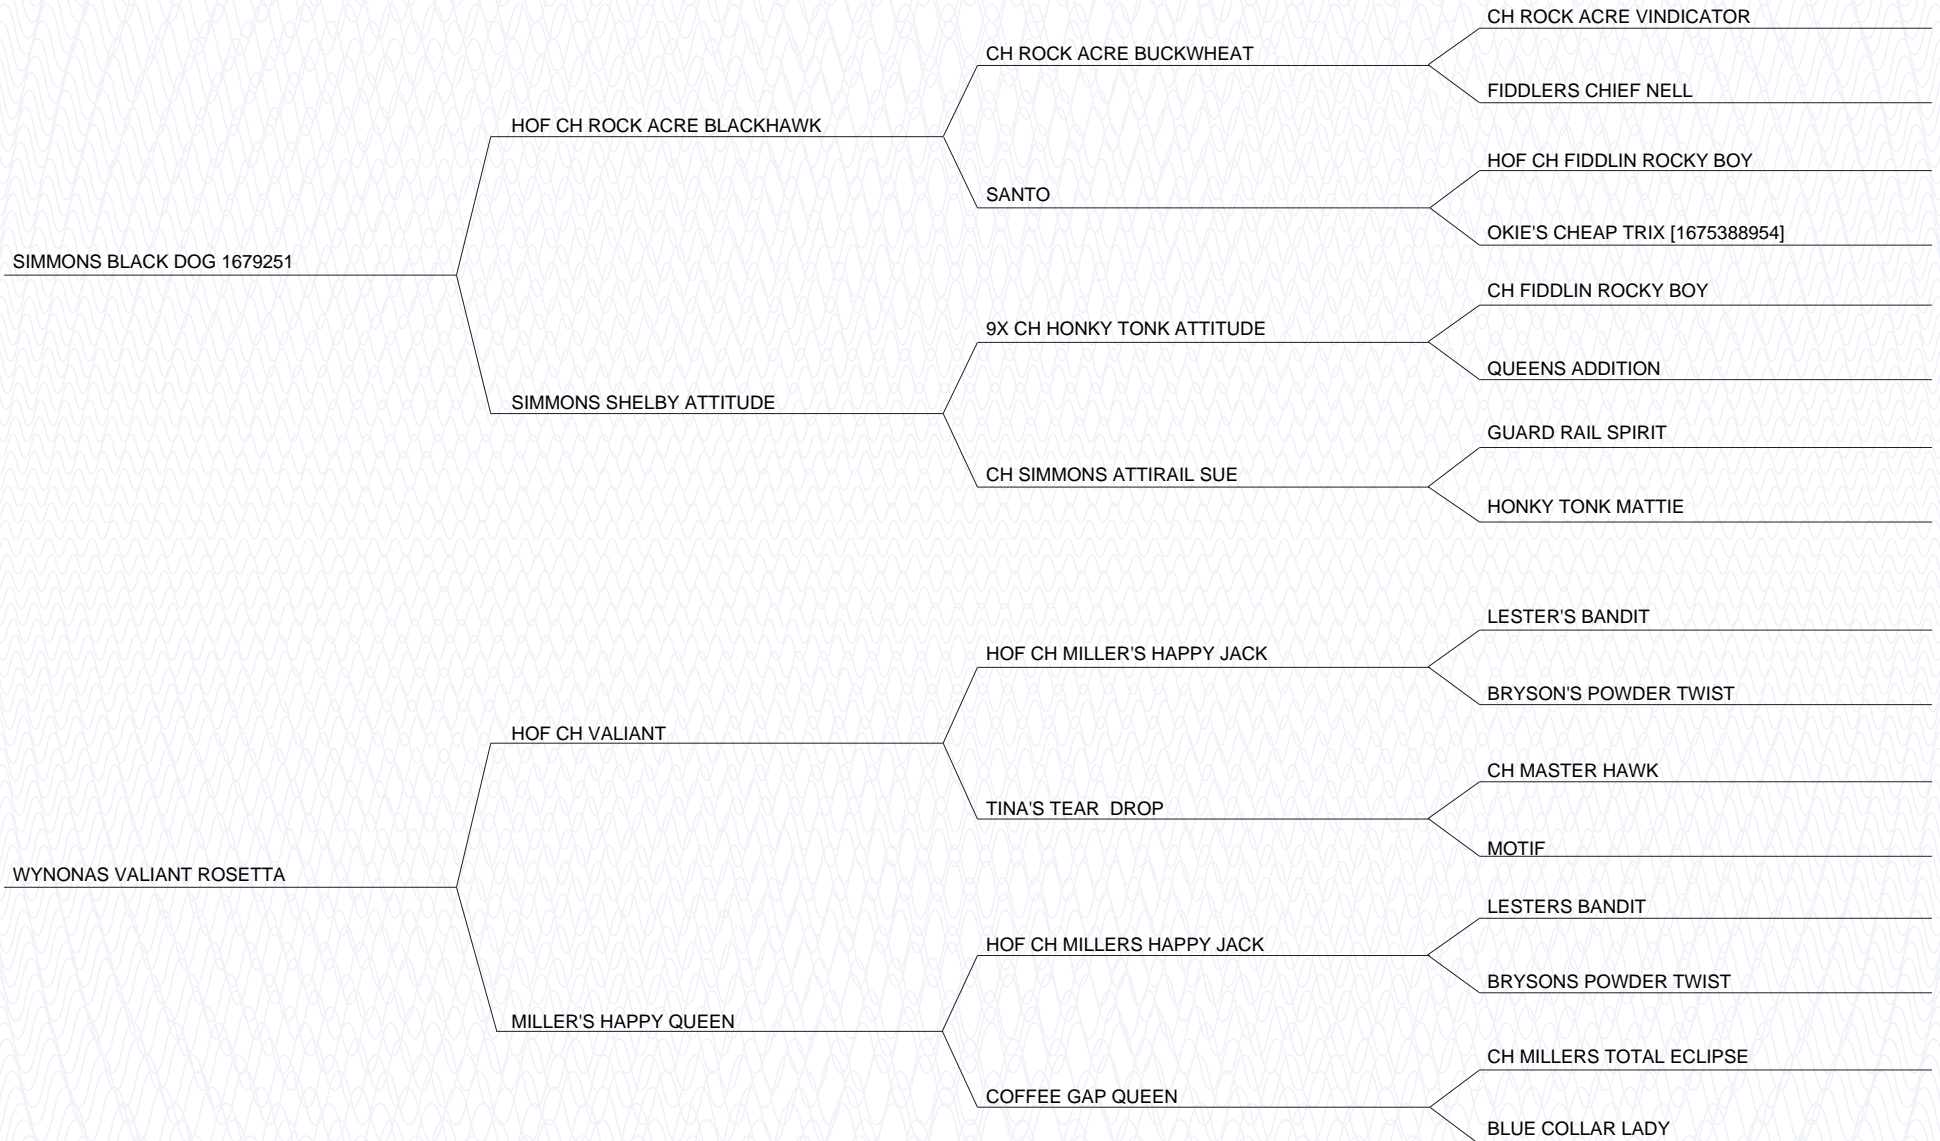 CH ROCK ACRE VINDICATOR
CH ROCK ACRE BUCKWHEAT
FIDDLERS CHIEF NELL
HOF CH ROCK ACRE BLACKHAWK
HOF CH FIDDLIN ROCKY BOY
SANTO
OKIE'S CHEAP TRIX [1675388954]
SIMMONS BLACK DOG 1679251
CH FIDDLIN ROCKY BOY
9X CH HONKY TONK ATTITUDE
QUEENS ADDITION
SIMMONS SHELBY ATTITUDE
GUARD RAIL SPIRIT
CH SIMMONS ATTIRAIL SUE
HONKY TONK MATTIE
LESTER'S BANDIT
HOF CH MILLER'S HAPPY JACK
BRYSON'S POWDER TWIST
HOF CH VALIANT
CH MASTER HAWK
TINA'S TEAR  DROP
MOTIF
WYNONAS VALIANT ROSETTA
LESTERS BANDIT
HOF CH MILLERS HAPPY JACK
BRYSONS POWDER TWIST
MILLER'S HAPPY QUEEN
CH MILLERS TOTAL ECLIPSE
COFFEE GAP QUEEN
BLUE COLLAR LADY